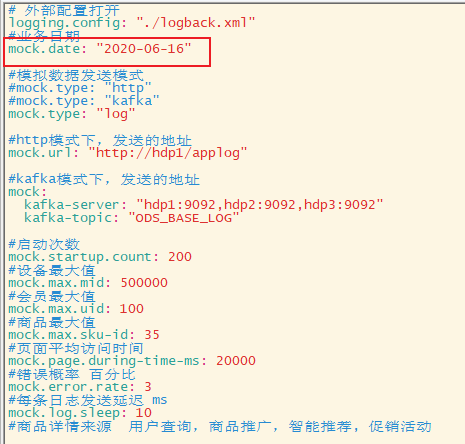 # 外部配置打开
logging.config: "./logback.xml"
#业务日期
mock.date: "2020-06-16"
#模拟数据发送模式
#mock.type: "http"
#mock.type: "kafka"
mock.type: "log"
#http模式下，发送的地址
mock.url: "http://hdp1/applog"
#kafka模式下，发送的地址
mock:
  kafka-server: "hdp1:9092,hdp2:9092,hdp3:9092"
  kafka-topic: "ODS_BASE_LOG"
#启动次数
mock.startup.count: 200
#设备最大值
mock.max.mid: 500000
#会员最大值
mock.max.uid: 100
#商品最大值
mock.max.sku-id: 35
#页面平均访问时间
mock.page.during-time-ms: 20000
#错误概率 百分比
mock.error.rate: 3
#每条日志发送延迟 ms
mock.log.sleep: 10
#商品详情来源  用户查询，商品推广，智能推荐，促销活动